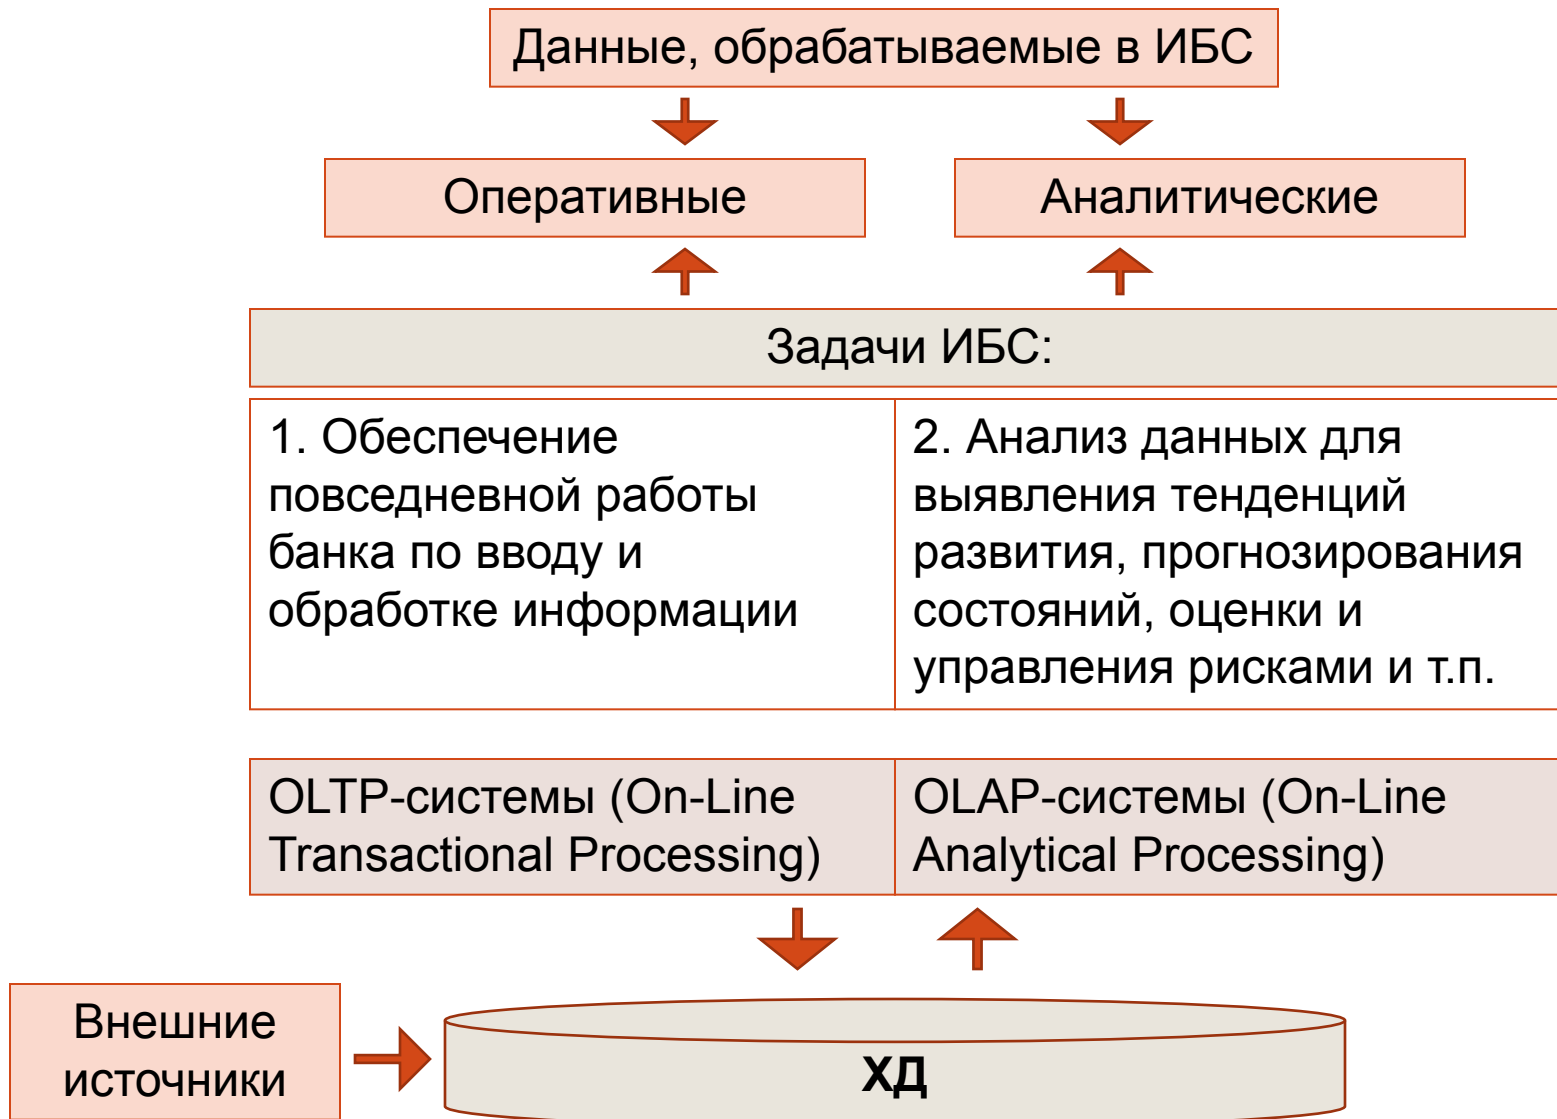 Данные, обрабатываемые в ИБС
Оперативные
Аналитические
Задачи ИБС:
1. Обеспечение
повседневной работы
банка по вводу и
обработке информации
2. Анализ данных для
выявления тенденций
развития, прогнозирования
состояний, оценки и
управления рисками и т.п.
OLTP-системы (On-Line
Transactional Processing)
OLAP-системы (On-Line
Analytical Processing)
Внешние
источники
ХД